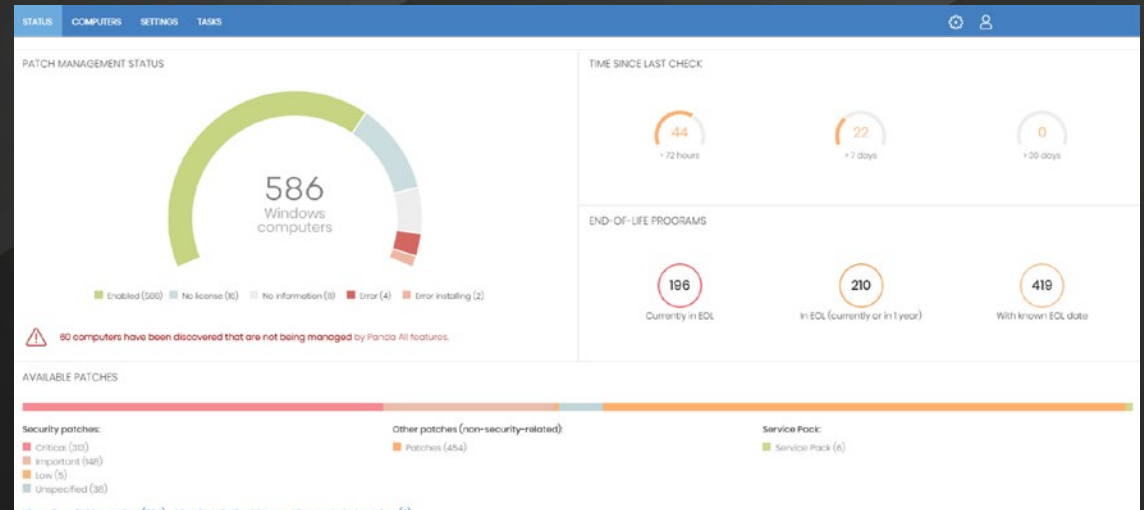 STATUS COMPUTERS SETTINGS TASKS
PATCH MANAGEMENT STATUS
586
Windows
computers
Enabled (500) No license (16) No information (8) Error (4) Error installing (2)
60 computers have been discovered that are not being managed by Panda All features.
TIME SINCE LAST CHECK
44
> 72 hours
22
> 7 days
0
> 30 days
END-OF-LIFE PROGRAMS
196
Currently in EOL
210
In EOL (currently or in 1 year)
419
With known EOL date
AVAILABLE PATCHES
Security patches:
Critical (313)
Important (148)
Low (5)
Unspecified (38)
Other patches (non-security-related):
Patches (454)
Service Pack:
Service Pack (6)